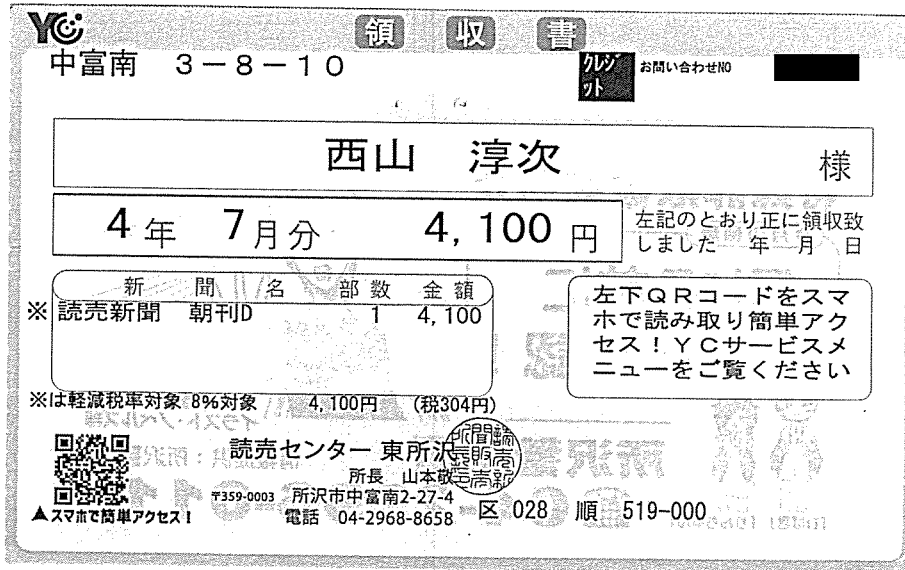 YC 領収書
中富南 3-8-10
クレジット お問い合わせNO
西山 淳次 様
4年 7月分 4,100円
左記のとおり正に領収致
しました 年 月 日
新聞名 部数 金額
※ 読売新聞 朝刊D 1 4,100
左下QRコードをスマ
ホで読み取り簡単アク
セス!YCサービスメ
ニューをご覧ください
※は軽減税率対象 8%対象 4,100円 (税304円)
読売センター 東所沢
所長 山本敬三
〒359-0003 所沢市中富南2-27-4
電話 04-2968-8658
区 028 順 519-000
▲スマホで簡単アクセス!